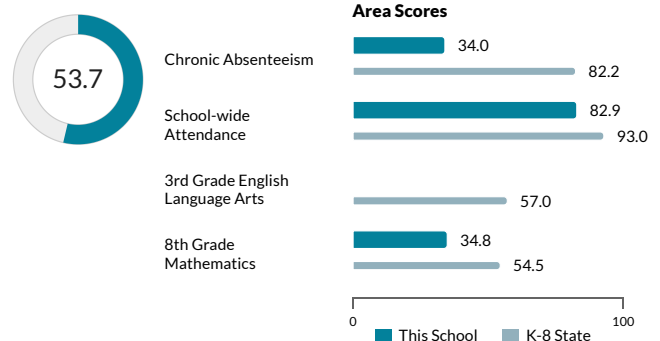 Area Scores
53.7
Chronic Absenteeism
34.0
82.2
School-wide
Attendance
82.9
93.0
3rd Grade English
Language Arts
57.0
8th Grade
Mathematics
34.8
54.5
0
100
This School
K-8 State